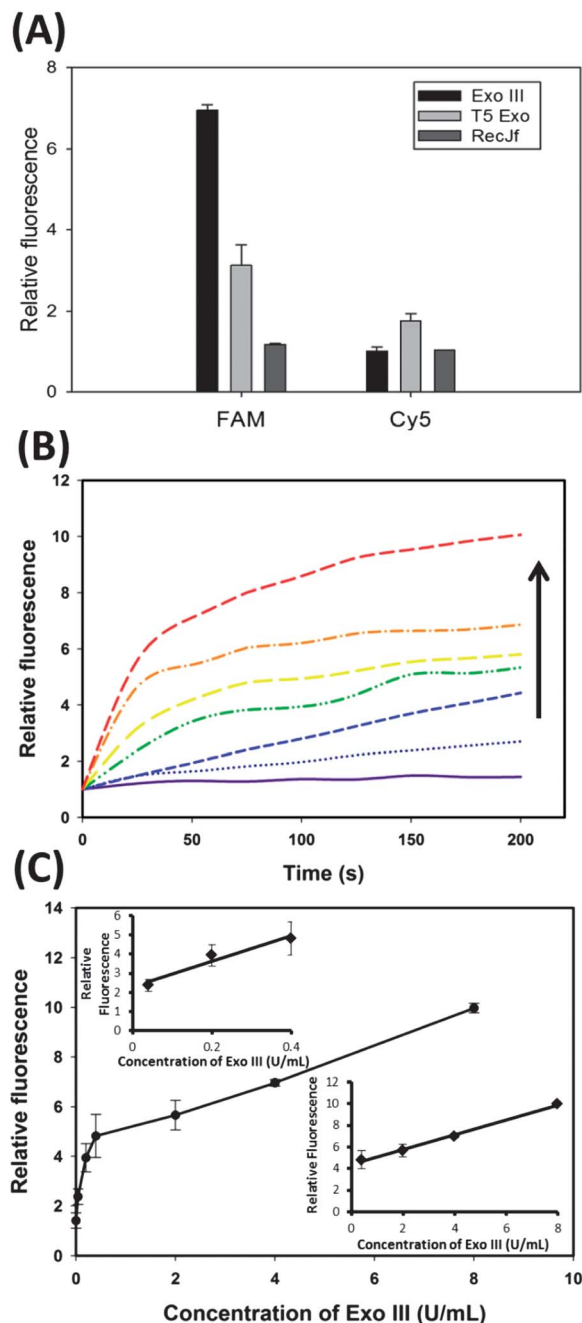 (A)
8
6
4
2
0
Relative fluorescence
Exo III
T5 Exo
RecJf
FAM
Cy5
(B)
12
10
8
6
4
2
0
Relative fluorescence
0
50
100
150
200
Time (s)
(C)
14
12
10
8
6
4
2
0
Relative fluorescence
6
5
4
3
2
1
0
Relative
Fluorescence
0.2
0.4
Concentration of Exo III (U/mL)
12
10
8
6
4
2
0
Relative Fluorescence
0
2
4
6
8
Concentration of Exo III (U/mL)
0
2
4
6
8
10
Concentration of Exo III (U/mL)